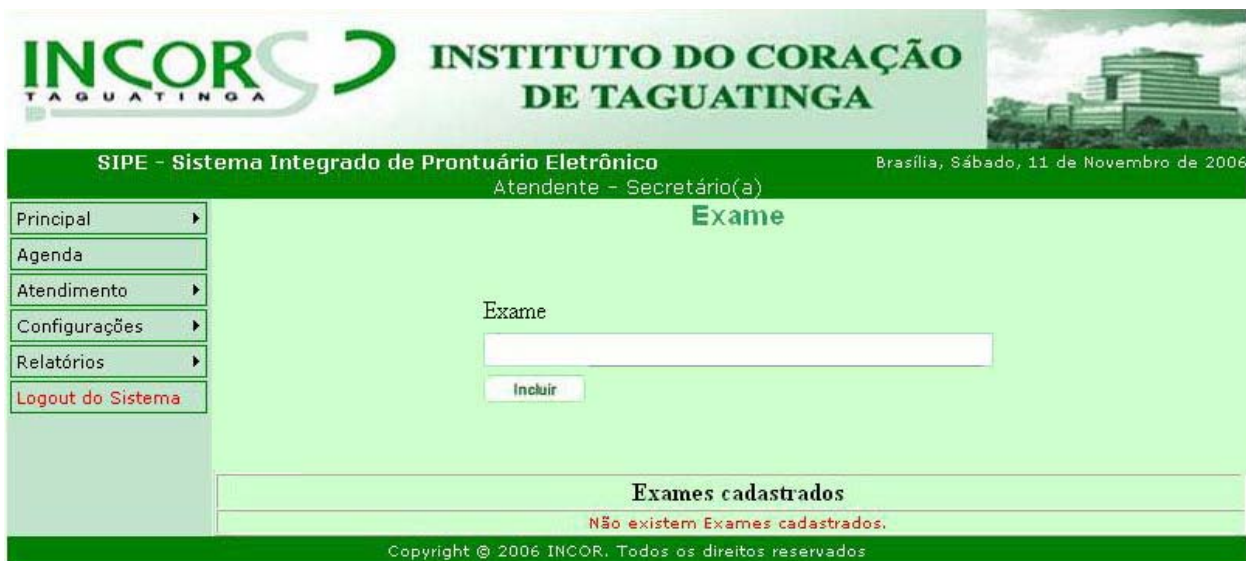 INCOR
TAGUATINGA
INSTITUTO DO CORAÇÃO
DE TAGUATINGA
SIPE - Sistema Integrado de Prontuário Eletrônico
Brasília, Sábado, 11 de Novembro de 2006
Atendente - Secretário(a)
Principal
Agenda
Atendimento
Configurações
Relatórios
Logout do Sistema
Exame
Exame
Incluir
Exames cadastrados
Não existem Exames cadastrados.
Copyright @ 2006 INCOR. Todos os direitos reservados